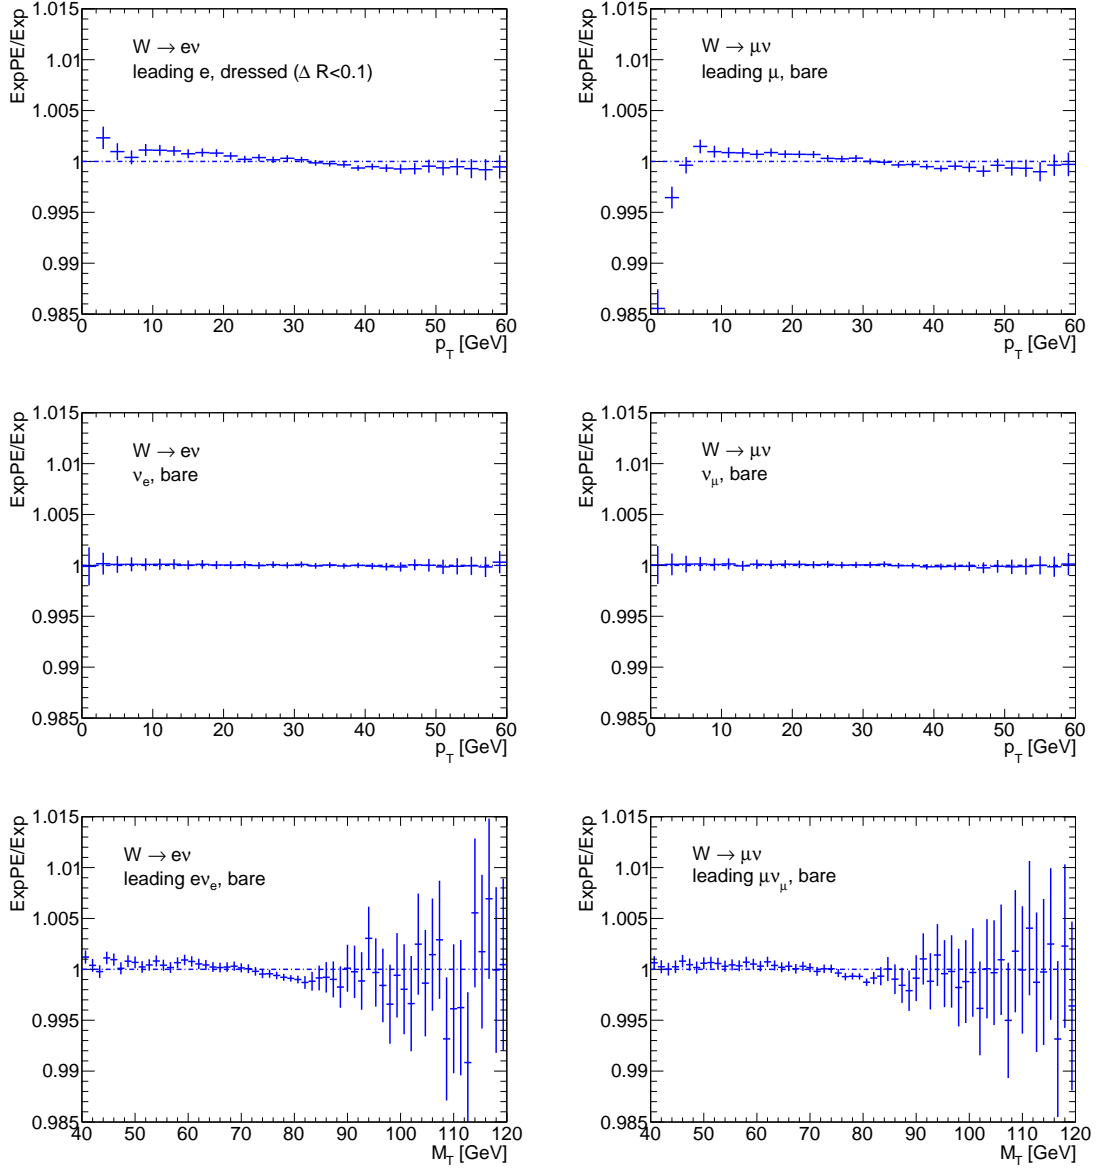 ExpPE/Exp
1.015
1.01
1.005
1
0.995
0.99
0.985
W → eν
leading e, dressed (Δ R<0.1)
0 10 20 30 40 50 60
p_T [GeV]
ExpPE/Exp
1.015
1.01
1.005
1
0.995
0.99
0.985
W → μν
leading μ, bare
0 10 20 30 40 50 60
p_T [GeV]
ExpPE/Exp
1.015
1.01
1.005
1
0.995
0.99
0.985
W → eν
ν_e, bare
0 10 20 30 40 50 60
p_T [GeV]
ExpPE/Exp
1.015
1.01
1.005
1
0.995
0.99
0.985
W → μν
ν_μ, bare
0 10 20 30 40 50 60
p_T [GeV]
ExpPE/Exp
1.015
1.01
1.005
1
0.995
0.99
0.985
W → eν
leading eν_e, bare
40 50 60 70 80 90 100 110 120
M_T [GeV]
ExpPE/Exp
1.015
1.01
1.005
1
0.995
0.99
0.985
W → μν
leading μν_μ, bare
40 50 60 70 80 90 100 110 120
M_T [GeV]